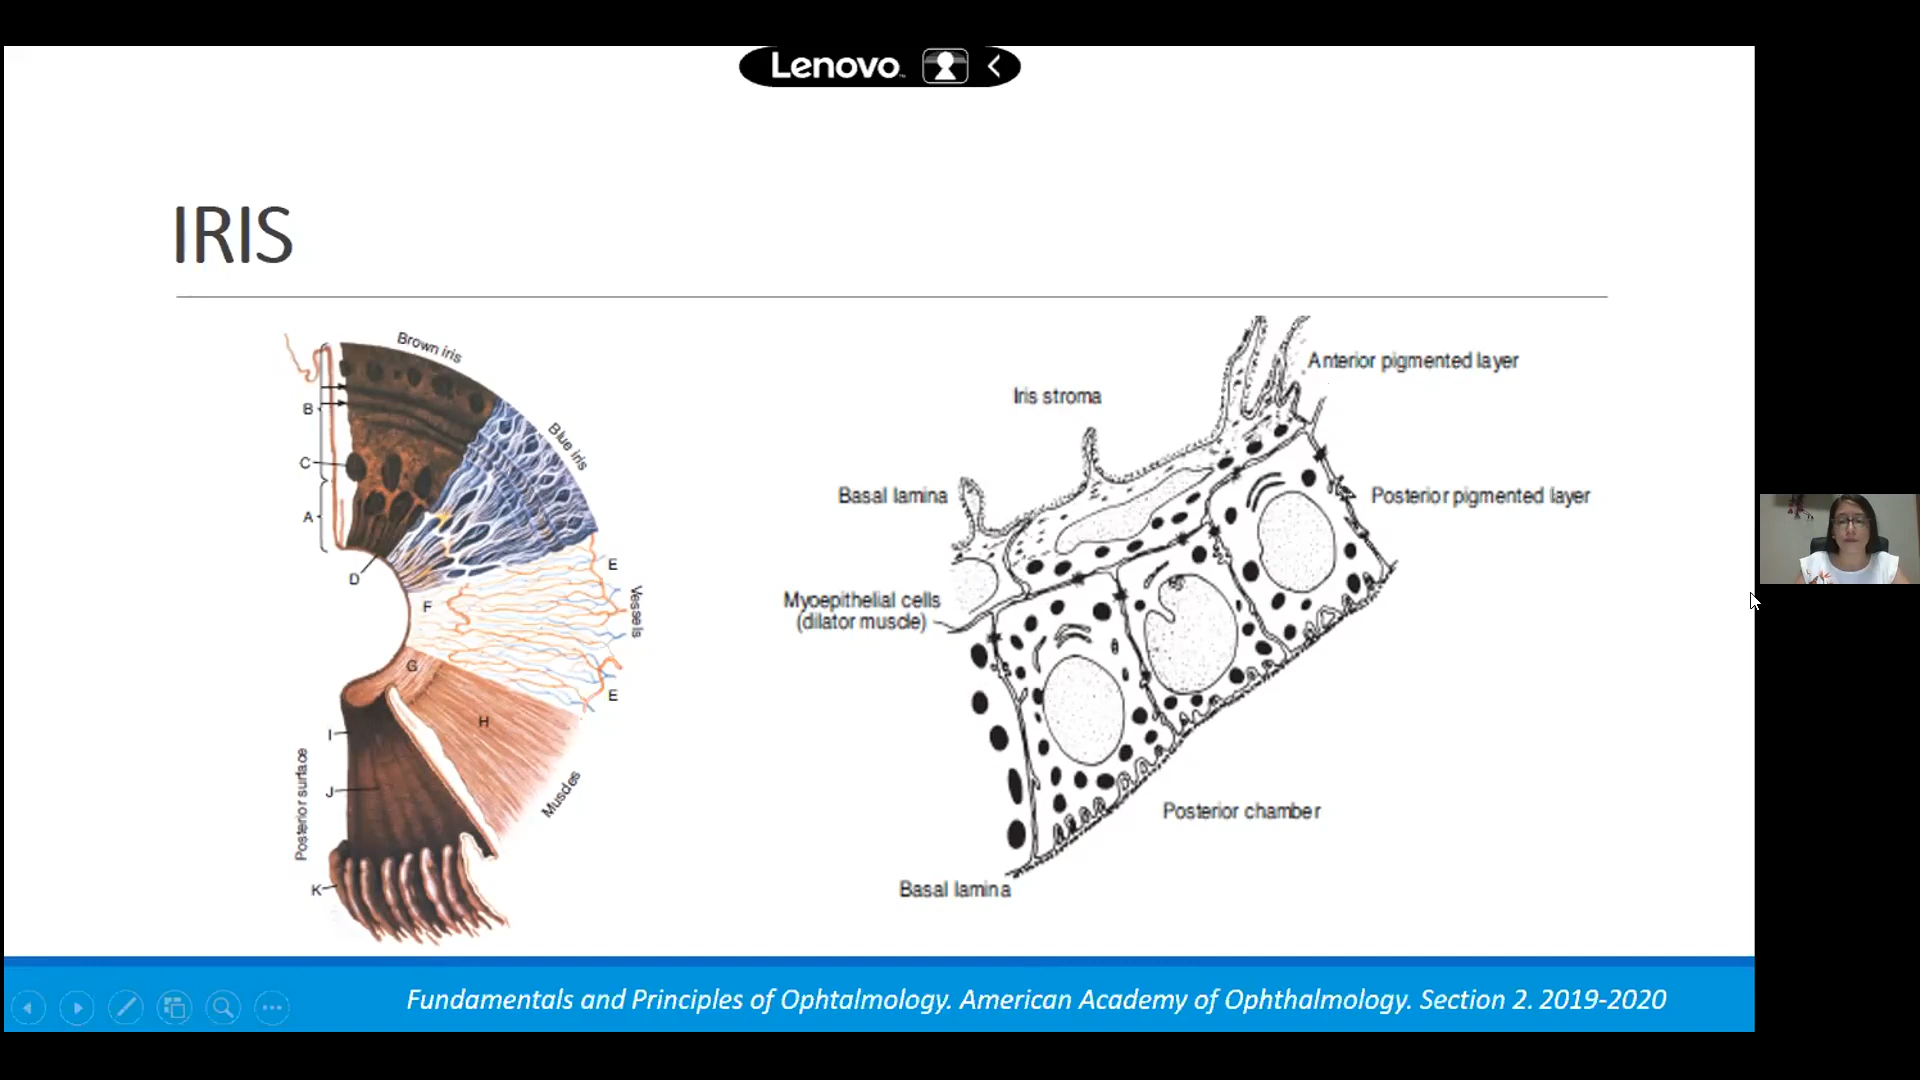 Lenovo
IRIS
Brown iris
Blue iris
B
C
A
D
E
F
Vessels
G
E
H
I
J
Posterior surface
Muscles
K
Anterior pigmented layer
Iris stroma
Basal lamina
Posterior pigmented layer
Myoepithelial cells
(dilator muscle)
Posterior chamber
Basal lamina
Fundamentals and Principles of Ophtalmology. American Academy of Ophthalmology. Section 2. 2019-2020